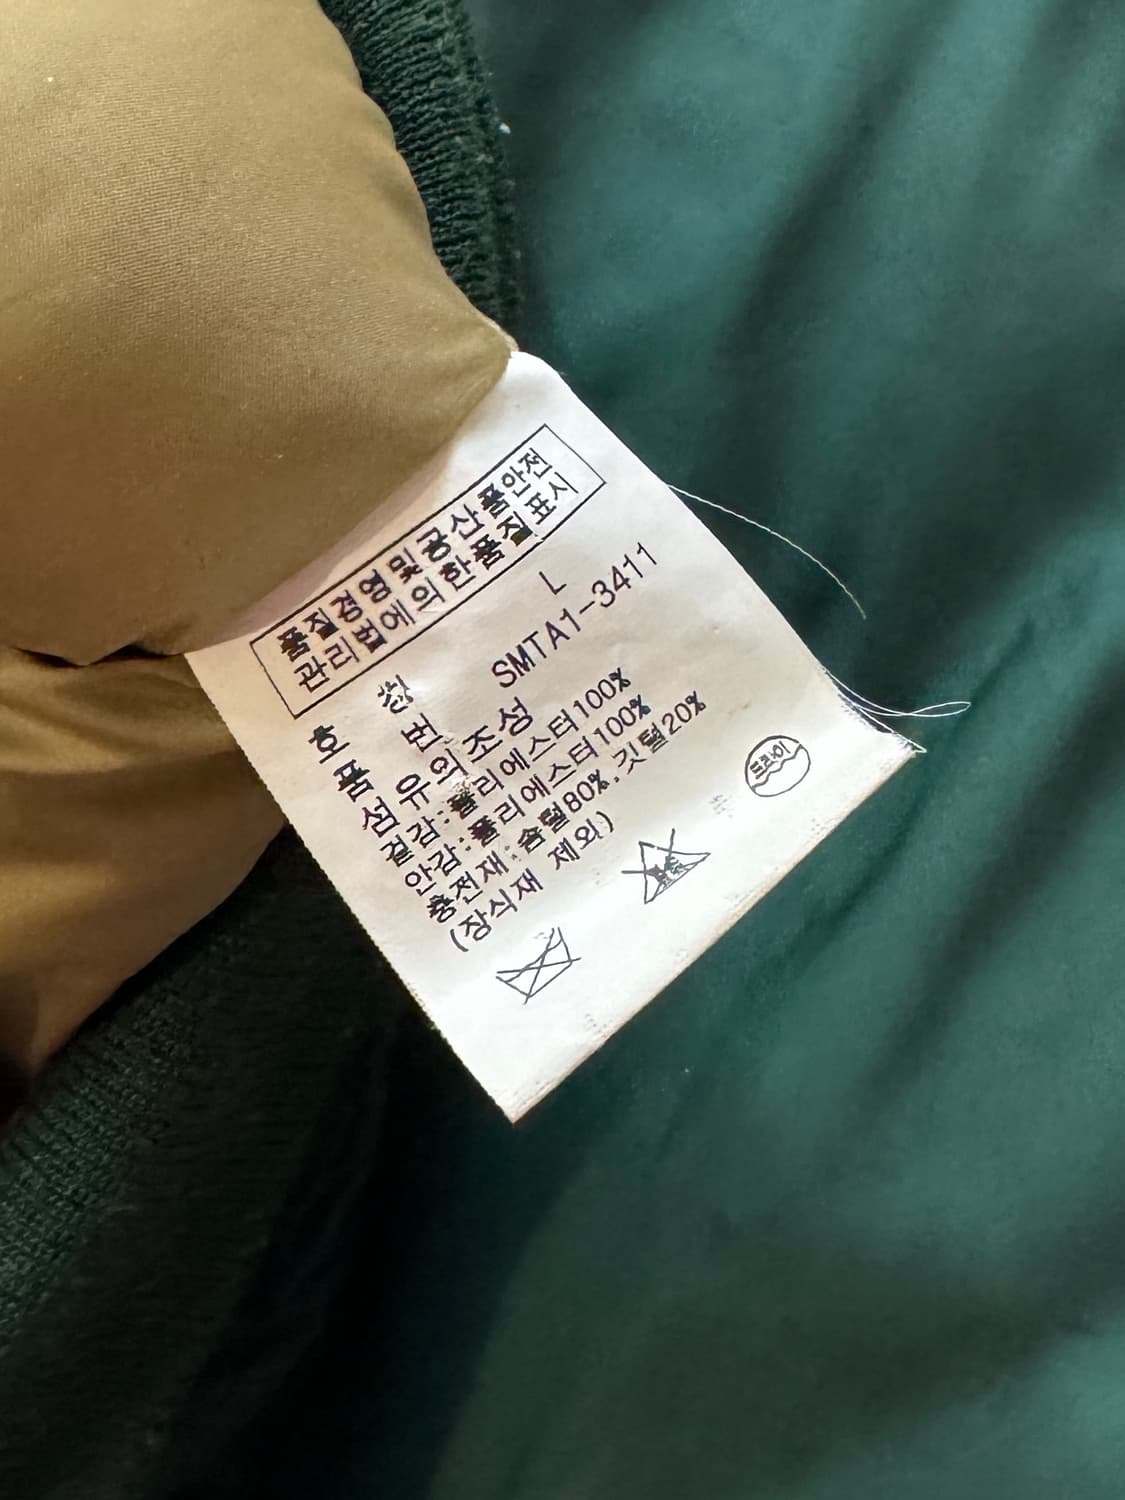 품질경영및공산품안전
관리법에의한품질표시
호 칭 L
품 번 SMTA1-3411
섬유의조성
겉감:폴리에스터100%
안감:폴리에스터100%
충전재:솜털80%,깃털20%
(장식재 제외)
드라이